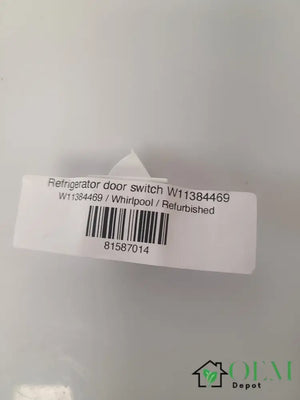 Refrigerator door switch W11384469
W11384469 / Whirlpool / Refurbished
81587014
OEM
Depot